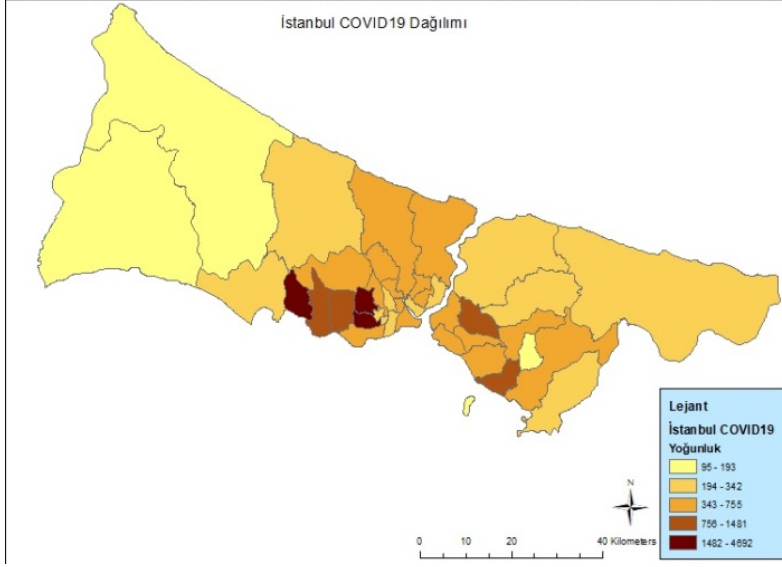 İstanbul COVID19 Dağılımı
Lejant
İstanbul COVID19
Yoğunluk
95 - 193
194 - 342
343 - 755
756 - 1481
1482 - 4692
N
0 10 20 40 Kilometers